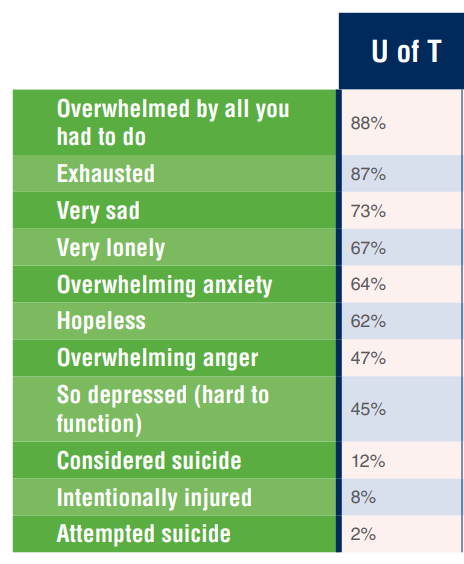 U of T
Overwhelmed by all you
had to do
88%
Exhausted
87%
Very sad
73%
Very lonely
67%
Overwhelming anxiety
64%
Hopeless
62%
Overwhelming anger
47%
So depressed (hard to
function)
45%
Considered suicide
12%
Intentionally injured
8%
Attempted suicide
2%